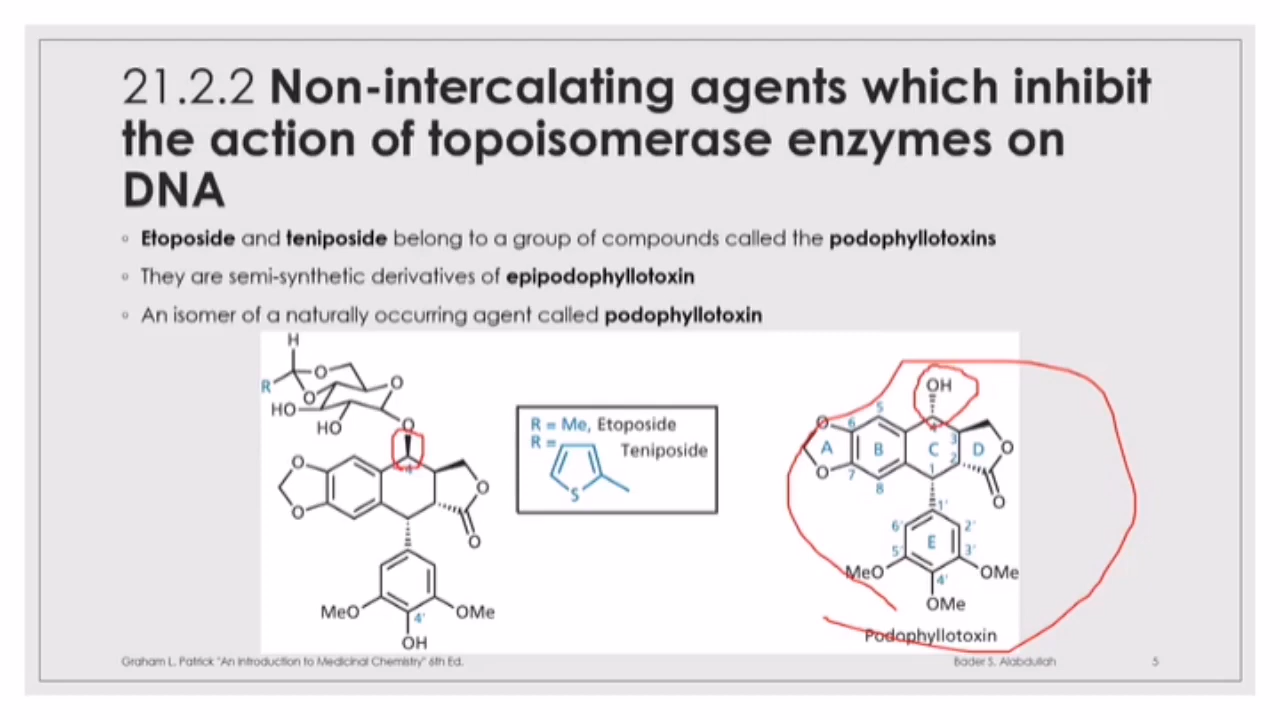 21.2.2 Non-intercalating agents which inhibit
the action of topoisomerase enzymes on
DNA
◦ Etoposide and teniposide belong to a group of compounds called the podophyllotoxins
◦ They are semi-synthetic derivatives of epipodophyllotoxin
◦ An isomer of a naturally occurring agent called podophyllotoxin
H
R
O
O
O
HO
HO
O
4
O
O
O
O
MeO
OMe
4'
OH
R = Me, Etoposide
R =
Teniposide
S
OH
5
4
O
6
3
A
B
C
D
O
O
7
1
2
8
O
1'
6'
2'
E
5'
3'
MeO
OMe
4'
OMe
Podophyllotoxin
Graham L. Patrick "An Introduction to Medicinal Chemistry" 6th Ed.
Bader S. Alabdullah
5